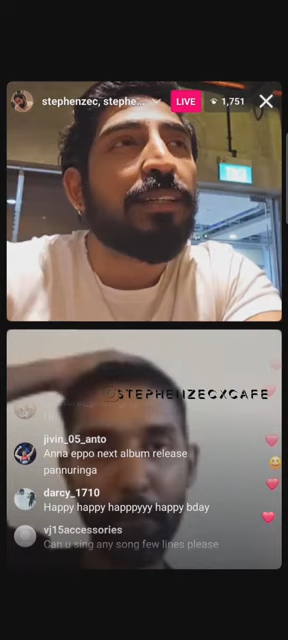 stephenzec, stephe...
LIVE
1,751
@STEPHENZECXCAFE
jivin_05_anto
Anna eppo next album release
pannuringa
darcy_1710
Happy happy happpyyy happy bday
vj15accessories
Can u sing any song few lines please